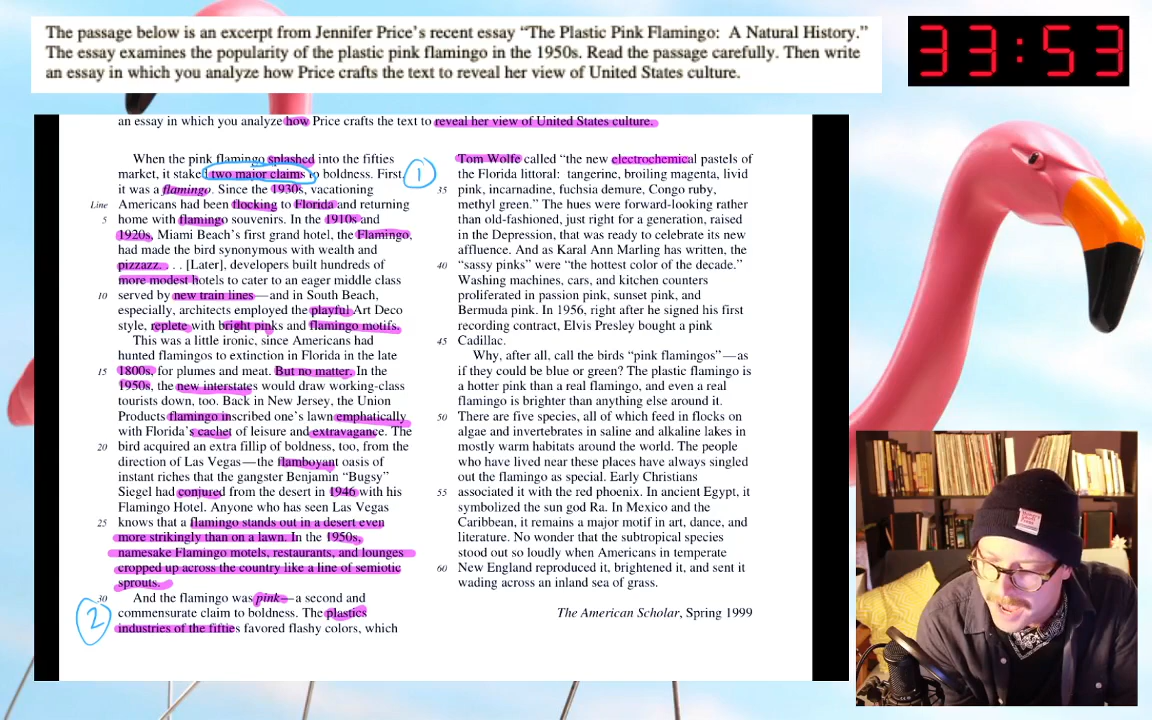 The passage below is an excerpt from Jennifer Price's recent essay "The Plastic Pink Flamingo: A Natural History."
The essay examines the popularity of the plastic pink flamingo in the 1950s. Read the passage carefully. Then write
an essay in which you analyze how Price crafts the text to reveal her view of United States culture.
33:53
an essay in which you analyze how Price crafts the text to reveal her view of United States culture.
When the pink flamingo splashed into the fifties
market, it staked two major claims to boldness. First,
1
it was a flamingo. Since the 1930s, vacationing
Line Americans had been flocking to Florida and returning
5 home with flamingo souvenirs. In the 1910s and
1920s, Miami Beach's first grand hotel, the Flamingo,
had made the bird synonymous with wealth and
pizzazz. . . . [Later], developers built hundreds of
more modest hotels to cater to an eager middle class
10 served by new train lines—and in South Beach,
especially, architects employed the playful Art Deco
style, replete with bright pinks and flamingo motifs.
This was a little ironic, since Americans had
hunted flamingos to extinction in Florida in the late
15 1800s, for plumes and meat. But no matter. In the
1950s, the new interstates would draw working-class
tourists down, too. Back in New Jersey, the Union
Products flamingo inscribed one's lawn emphatically
with Florida's cachet of leisure and extravagance. The
20 bird acquired an extra fillip of boldness, too, from the
direction of Las Vegas—the flamboyant oasis of
instant riches that the gangster Benjamin "Bugsy"
Siegel had conjured from the desert in 1946 with his
Flamingo Hotel. Anyone who has seen Las Vegas
25 knows that a flamingo stands out in a desert even
more strikingly than on a lawn. In the 1950s,
namesake Flamingo motels, restaurants, and lounges
cropped up across the country like a line of semiotic
sprouts.
30 And the flamingo was pink—a second and
2
commensurate claim to boldness. The plastics
industries of the fifties favored flashy colors, which
Tom Wolfe called "the new electrochemical pastels of
the Florida littoral: tangerine, broiling magenta, livid
35 pink, incarnadine, fuchsia demure, Congo ruby,
methyl green." The hues were forward-looking rather
than old-fashioned, just right for a generation, raised
in the Depression, that was ready to celebrate its new
affluence. And as Karal Ann Marling has written, the
40 "sassy pinks" were "the hottest color of the decade."
Washing machines, cars, and kitchen counters
proliferated in passion pink, sunset pink, and
Bermuda pink. In 1956, right after he signed his first
recording contract, Elvis Presley bought a pink
45 Cadillac.
Why, after all, call the birds "pink flamingos"—as
if they could be blue or green? The plastic flamingo is
a hotter pink than a real flamingo, and even a real
flamingo is brighter than anything else around it.
50 There are five species, all of which feed in flocks on
algae and invertebrates in saline and alkaline lakes in
mostly warm habitats around the world. The people
who have lived near these places have always singled
out the flamingo as special. Early Christians
55 associated it with the red phoenix. In ancient Egypt, it
symbolized the sun god Ra. In Mexico and the
Caribbean, it remains a major motif in art, dance, and
literature. No wonder that the subtropical species
stood out so loudly when Americans in temperate
60 New England reproduced it, brightened it, and sent it
wading across an inland sea of grass.
The American Scholar, Spring 1999